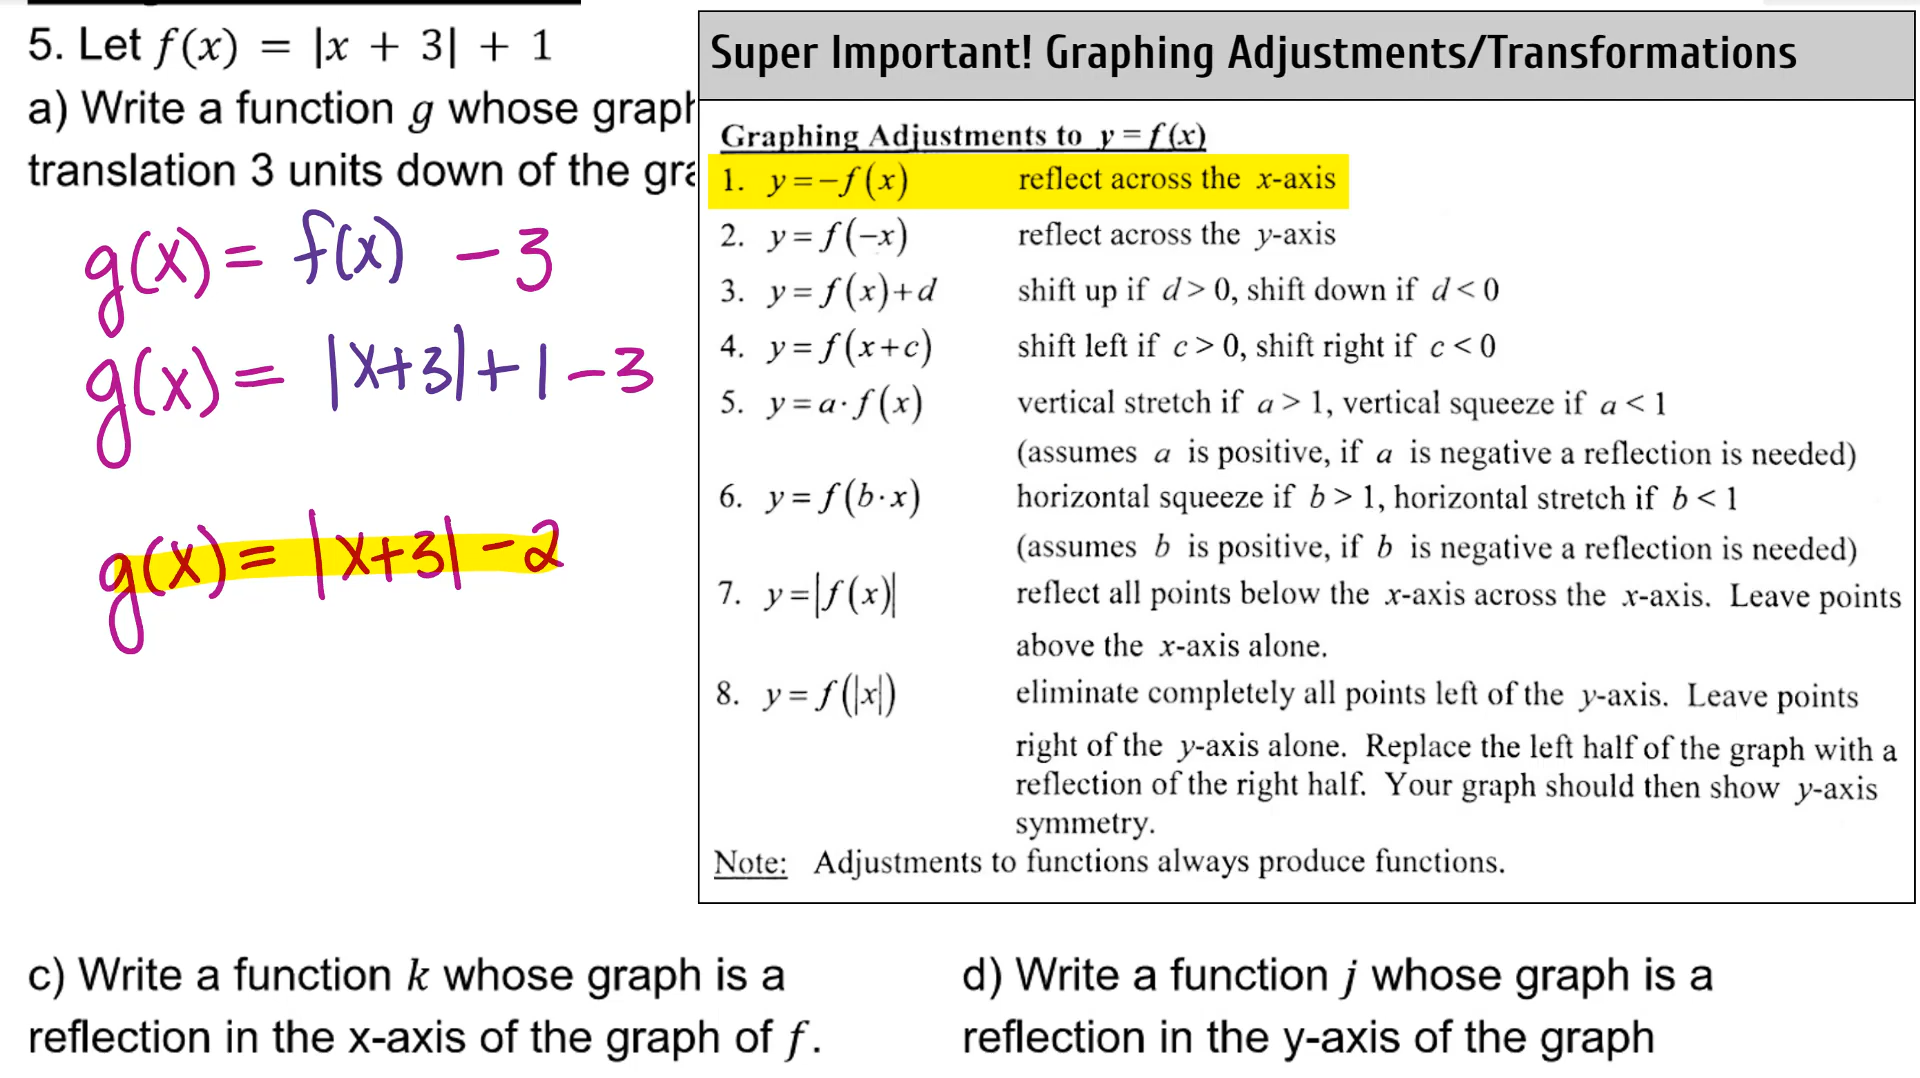 5. Let f(x) = |x + 3| + 1
a) Write a function g whose graph
translation 3 units down of the gra
g(x) = f(x) - 3
g(x) = |x+3|+1-3
g(x) = |x+3|-2
Super Important! Graphing Adjustments/Transformations
Graphing Adjustments to y = f(x)
1. y = -f(x) reflect across the x-axis
2. y = f(-x) reflect across the y-axis
3. y = f(x)+d shift up if d > 0, shift down if d < 0
4. y = f(x+c) shift left if c > 0, shift right if c < 0
5. y = a·f(x) vertical stretch if a > 1, vertical squeeze if a < 1
(assumes a is positive, if a is negative a reflection is needed)
6. y = f(b·x) horizontal squeeze if b > 1, horizontal stretch if b < 1
(assumes b is positive, if b is negative a reflection is needed)
7. y = |f(x)| reflect all points below the x-axis across the x-axis. Leave points
above the x-axis alone.
8. y = f(|x|) eliminate completely all points left of the y-axis. Leave points
right of the y-axis alone. Replace the left half of the graph with a
reflection of the right half. Your graph should then show y-axis
symmetry.
Note: Adjustments to functions always produce functions.
c) Write a function k whose graph is a
reflection in the x-axis of the graph of f.
d) Write a function j whose graph is a
reflection in the y-axis of the graph